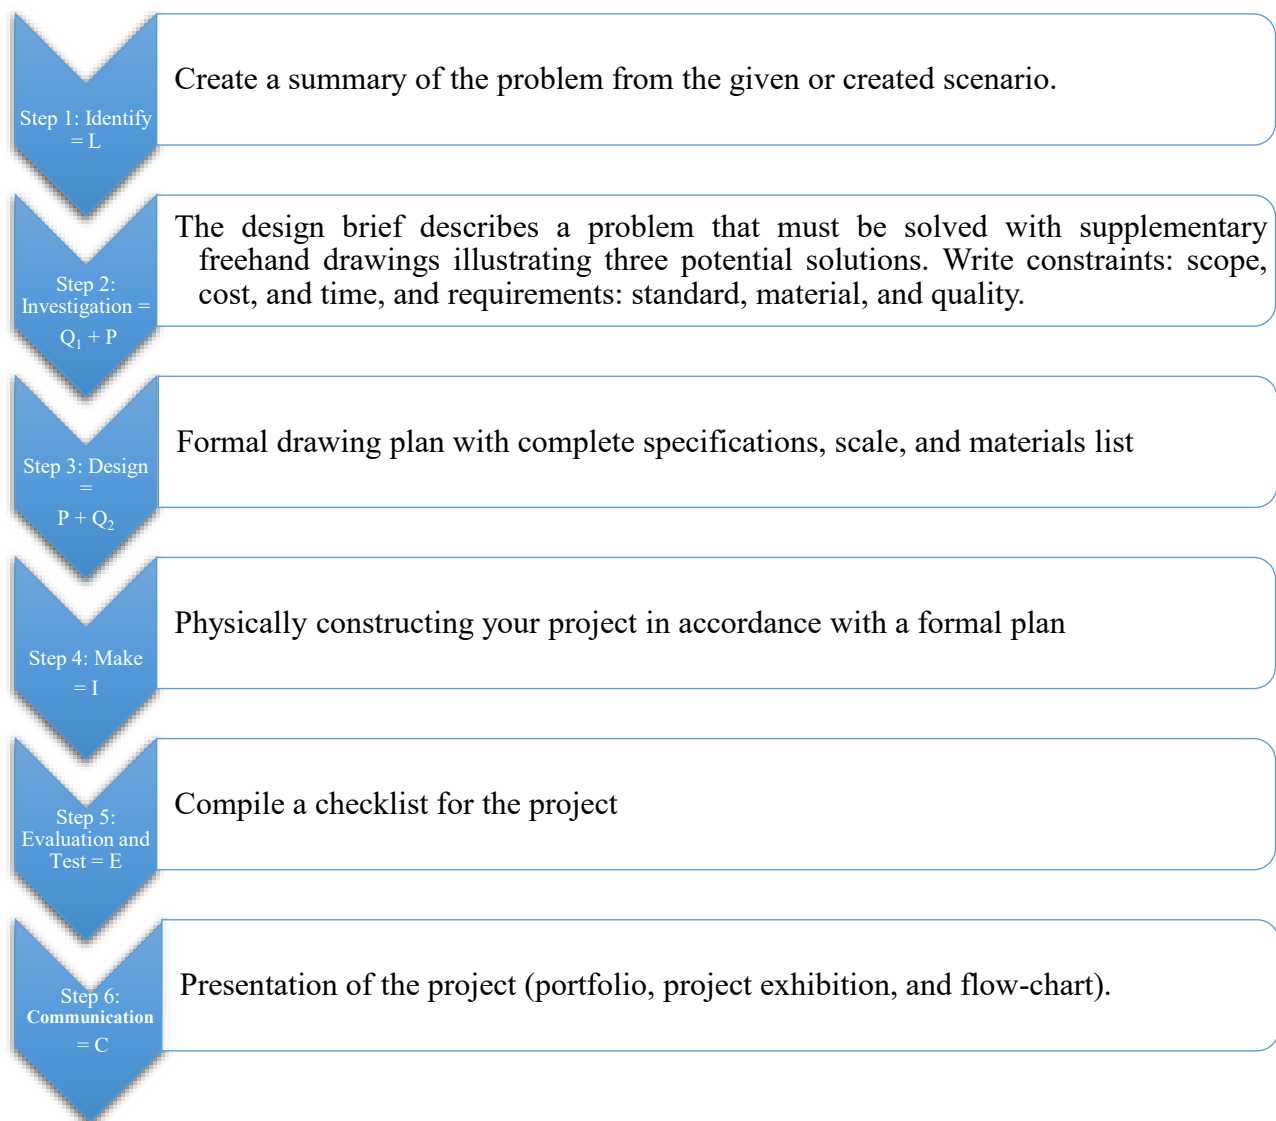 Step 1: Identify
= L
Create a summary of the problem from the given or created scenario.
Step 2:
Investigation =
Q₁ + P
The design brief describes a problem that must be solved with supplementary
freehand drawings illustrating three potential solutions. Write constraints: scope,
cost, and time, and requirements: standard, material, and quality.
Step 3: Design
=
P + Q₂
Formal drawing plan with complete specifications, scale, and materials list
Step 4: Make
= I
Physically constructing your project in accordance with a formal plan
Step 5:
Evaluation and
Test = E
Compile a checklist for the project
Step 6:
Communication
= C
Presentation of the project (portfolio, project exhibition, and flow-chart).